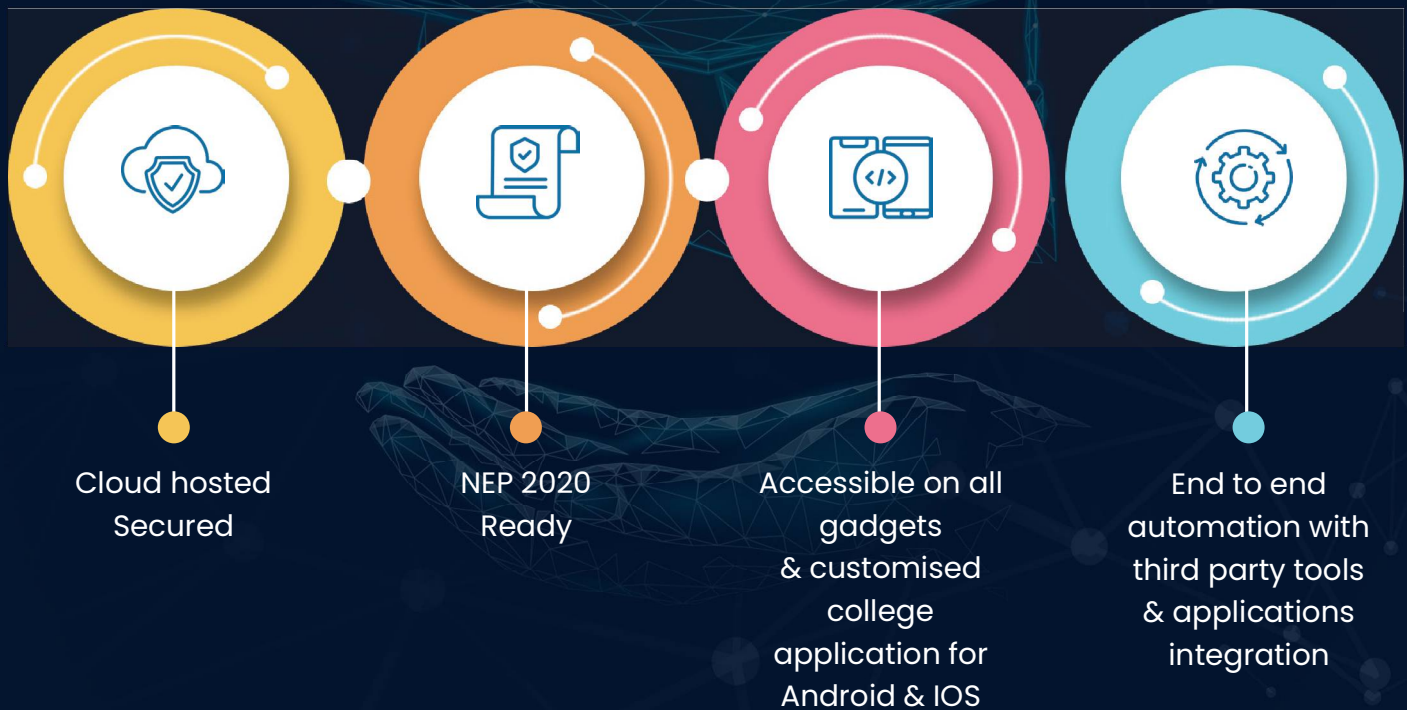 Cloud hosted
Secured
NEP 2020
Ready
Accessible on all
gadgets
& customised
college
application for
Android & IOS
End to end
automation with
third party tools
& applications
integration